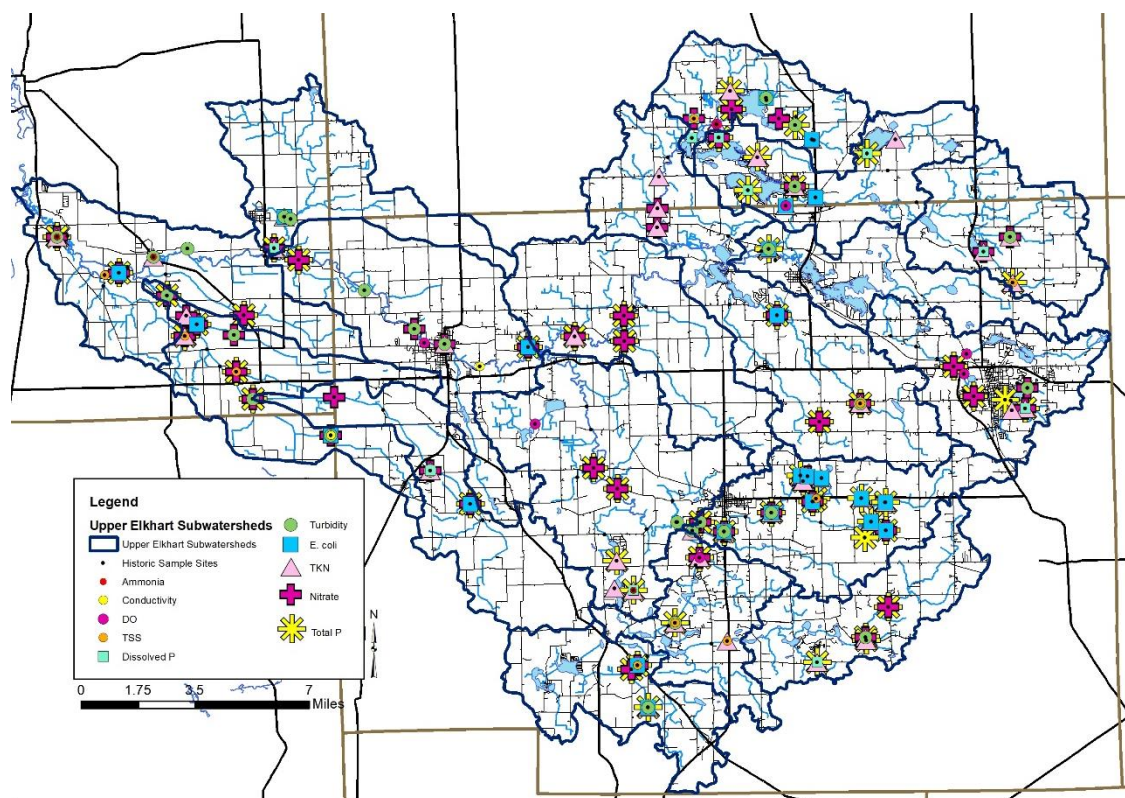 Legend
Upper Elkhart Subwatersheds
Upper Elkhart Subwatersheds
Historic Sample Sites
Ammonia
Conductivity
DO
TSS
Dissolved P
Turbidity
E. coli
TKN
Nitrate
Total P
N
0 1.75 3.5 7
Miles